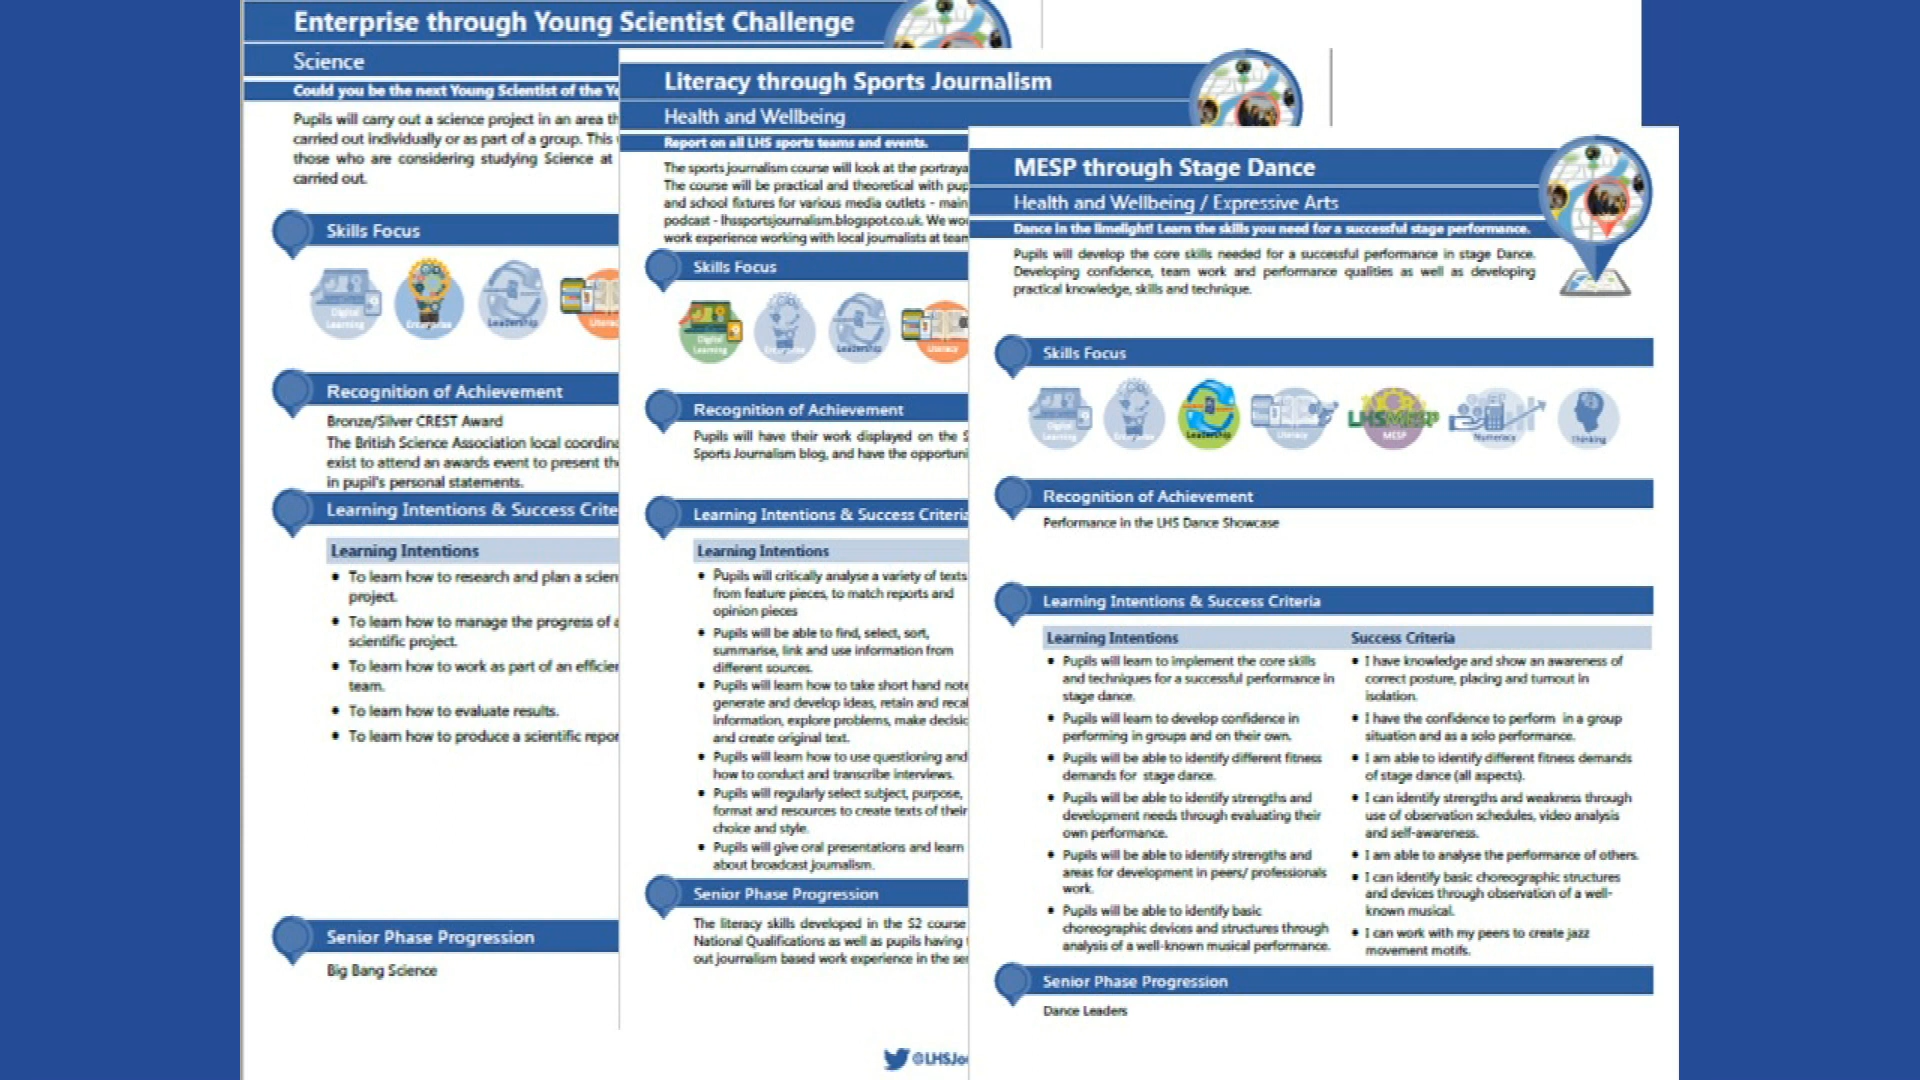 Enterprise through Young Scientist Challenge
Science
Could you be the next Young Scientist of the Ye
Pupils will carry out a science project in an area th
carried out individually or as part of a group. This
those who are considering studying Science at
carried out.
Skills Focus
Digital
Learning
Enterprise
Leadership
Recognition of Achievement
Bronze/Silver CREST Award
The British Science Association local coordina
exist to attend an awards event to present the
in pupil's personal statements.
Learning Intentions & Success Crite
Learning Intentions
• To learn how to research and plan a scien
project.
• To learn how to manage the progress of a
scientific project.
• To learn how to work as part of an efficien
team.
• To learn how to evaluate results.
• To learn how to produce a scientific repor
Senior Phase Progression
Big Bang Science
Literacy through Sports Journalism
Health and Wellbeing
Report on all LHS sports teams and events.
The sports journalism course will look at the portraya
The course will be practical and theoretical with pup
and school fixtures for various media outlets - main
podcast - lhssportsjournalism.blogspot.co.uk. We wou
work experience working with local journalists at team
Skills Focus
Digital
Learning
Enterprise
Leadership
Literacy
Recognition of Achievement
Pupils will have their work displayed on the S
Sports Journalism blog, and have the opportuni
Learning Intentions & Success Criteria
Learning Intentions
• Pupils will critically analyse a variety of texts
from feature pieces, to match reports and
opinion pieces
• Pupils will be able to find, select, sort,
summarise, link and use information from
different sources.
• Pupils will learn how to take short hand note
generate and develop ideas, retain and recal
information, explore problems, make decisio
and create original text.
• Pupils will learn how to use questioning and
how to conduct and transcribe interviews.
• Pupils will regularly select subject, purpose,
format and resources to create texts of their
choice and style.
• Pupils will give oral presentations and learn
about broadcast journalism.
Senior Phase Progression
The literacy skills developed in the S2 course
National Qualifications as well as pupils having
out journalism based work experience in the sen
@LHSJo
MESP through Stage Dance
Health and Wellbeing / Expressive Arts
Dance in the limelight! Learn the skills you need for a successful stage performance.
Pupils will develop the core skills needed for a successful performance in stage Dance.
Developing confidence, team work and performance qualities as well as developing
practical knowledge, skills and technique.
Skills Focus
Digital
Learning
Enterprise
Leadership
Literacy
LHSMESP
MESP
Numeracy
Thinking
Recognition of Achievement
Performance in the LHS Dance Showcase
Learning Intentions & Success Criteria
Learning Intentions
• Pupils will learn to implement the core skills
and techniques for a successful performance in
stage dance.
• Pupils will learn to develop confidence in
performing in groups and on their own.
• Pupils will be able to identify different fitness
demands for stage dance.
• Pupils will be able to identify strengths and
development needs through evaluating their
own performance.
• Pupils will be able to identify strengths and
areas for development in peers/ professionals
work.
• Pupils will be able to identify basic
choreographic devices and structures through
analysis of a well-known musical performance.
Success Criteria
• I have knowledge and show an awareness of
correct posture, placing and turnout in
isolation.
• I have the confidence to perform in a group
situation and as a solo performance.
• I am able to identify different fitness demands
of stage dance (all aspects).
• I can identify strengths and weakness through
use of observation schedules, video analysis
and self-awareness.
• I am able to analyse the performance of others.
• I can identify basic choreographic structures
and devices through observation of a well-
known musical.
• I can work with my peers to create jazz
movement motifs.
Senior Phase Progression
Dance Leaders